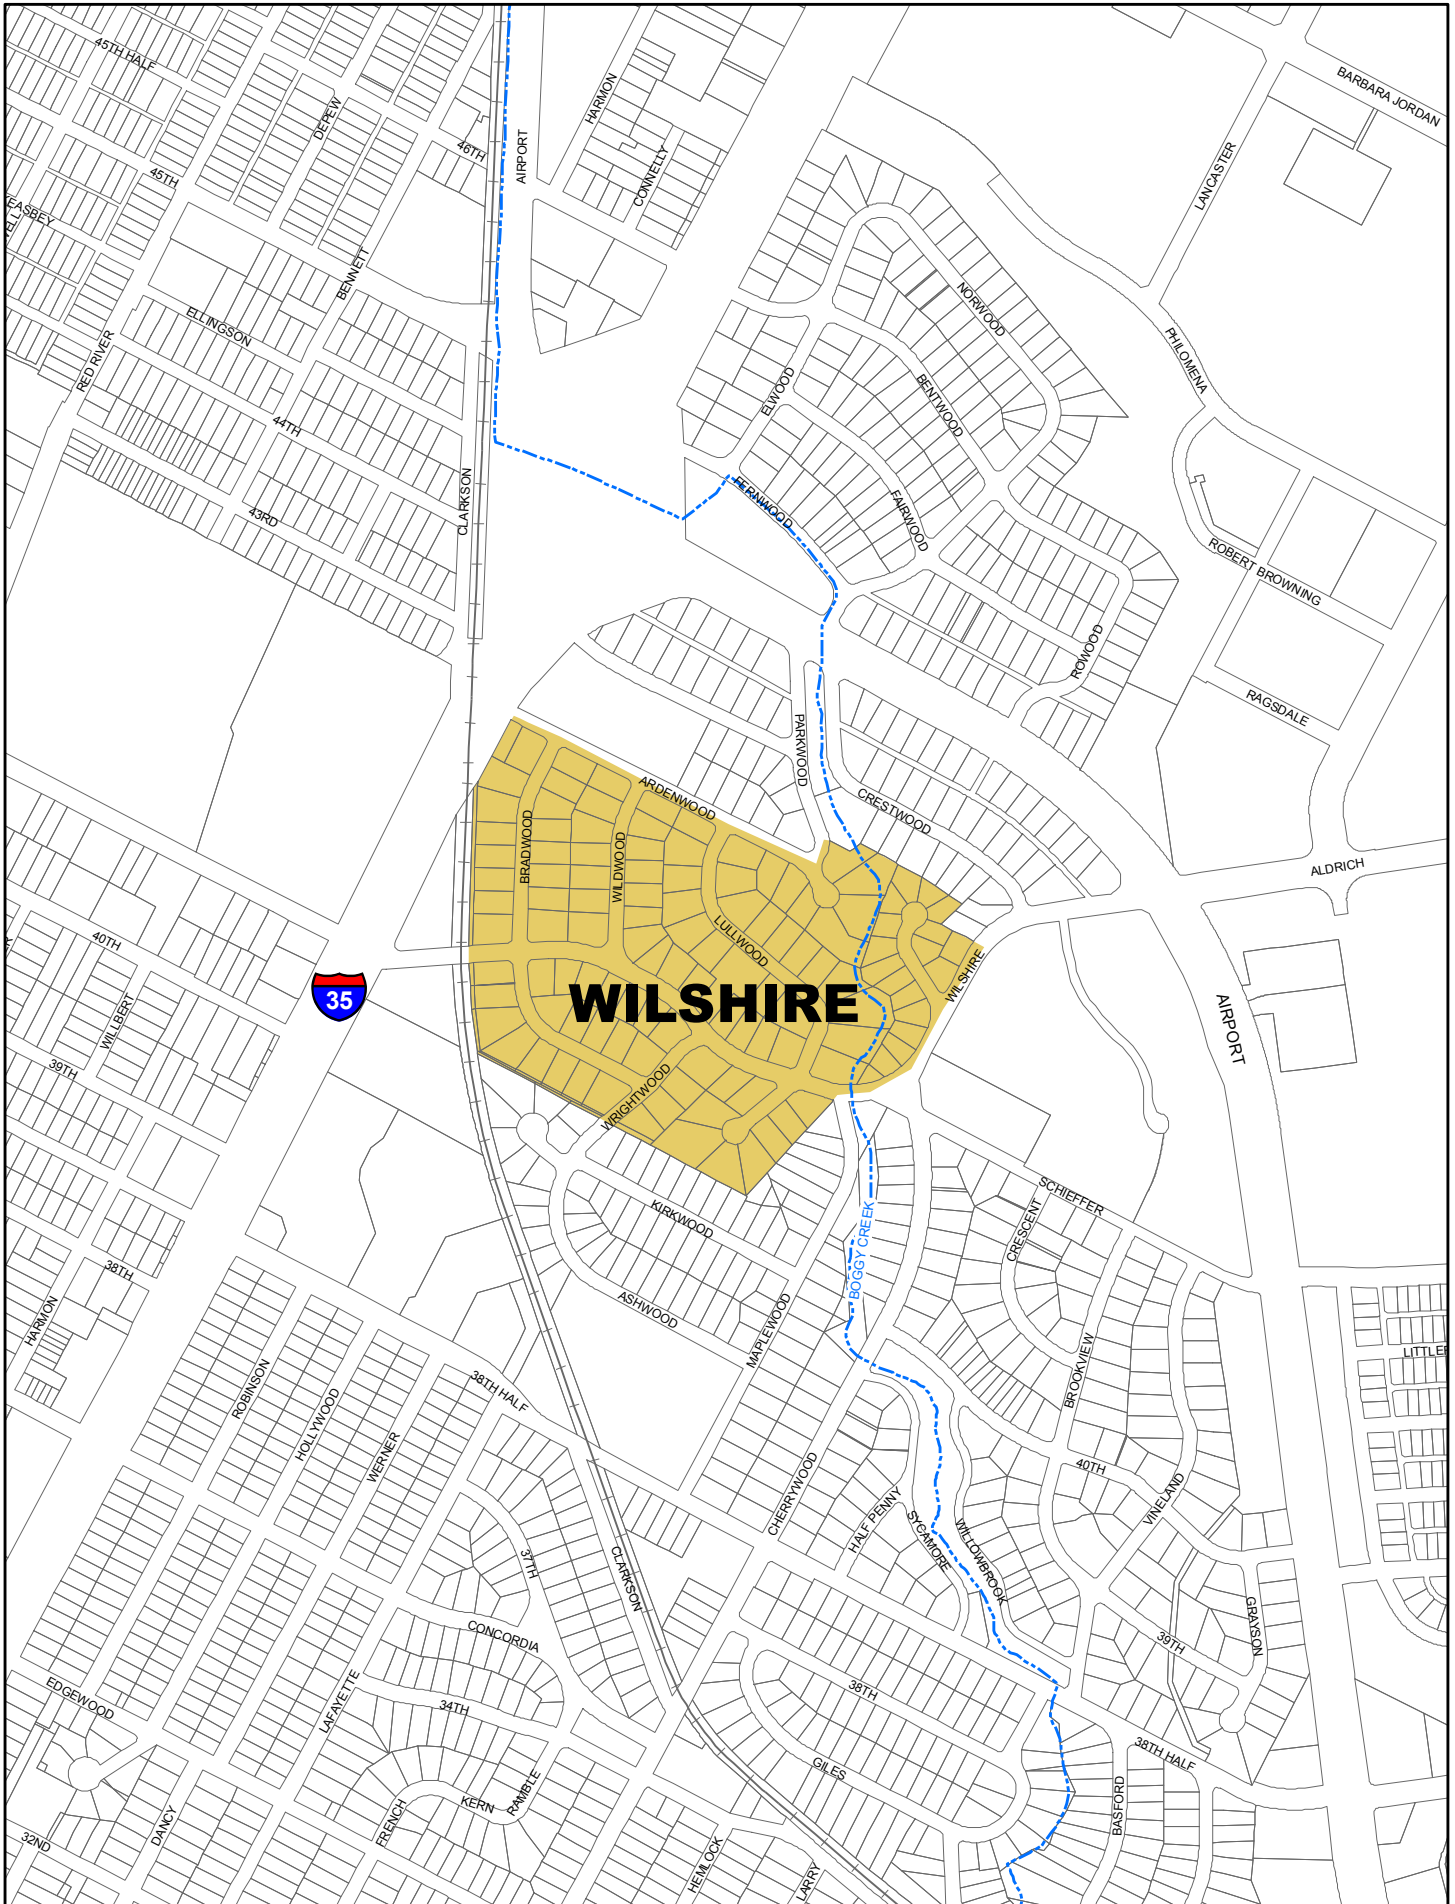 45TH HALF
DEPEW
HARMON
BARBARA JORDAN
46TH
AIRPORT
CONNELLY
LANCASTER
45TH
EASBEY
BENNETT
NORWOOD
ELLINGSON
RED RIVER
PHILOMENA
ELWOOD
BENTWOOD
44TH
CLARKSON
FERNWOOD
FAIRWOOD
43RD
ROBERT BROWNING
ROWOOD
RAGSDALE
PARKWOOD
ARDENWOOD
CRESTWOOD
BRADWOOD
WILDWOOD
ALDRICH
LULLWOOD
40TH
WILSHIRE
35
WILSHIRE
WILLBERT
AIRPORT
39TH
WRIGHTWOOD
SCHIEFFER
KIRKWOOD
CRESCENT
BOGGY CREEK
38TH
ASHWOOD
HARMON
MAPLEWOOD
LITTLEF
BROOKVIEW
ROBINSON
38TH HALF
HOLLYWOOD
WERNER
40TH
CHERRYWOOD
VINELAND
HALF PENNY
SYCAMORE
WILLOWBROOK
37TH
CLARKSON
GRAYSON
CONCORDIA
39TH
EDGEWOOD
LAFAYETTE
34TH
38TH
38TH HALF
GILES
KERN
RAMBLE
BASFORD
DANCY
FRENCH
32ND
HEMLOCK
LARRY